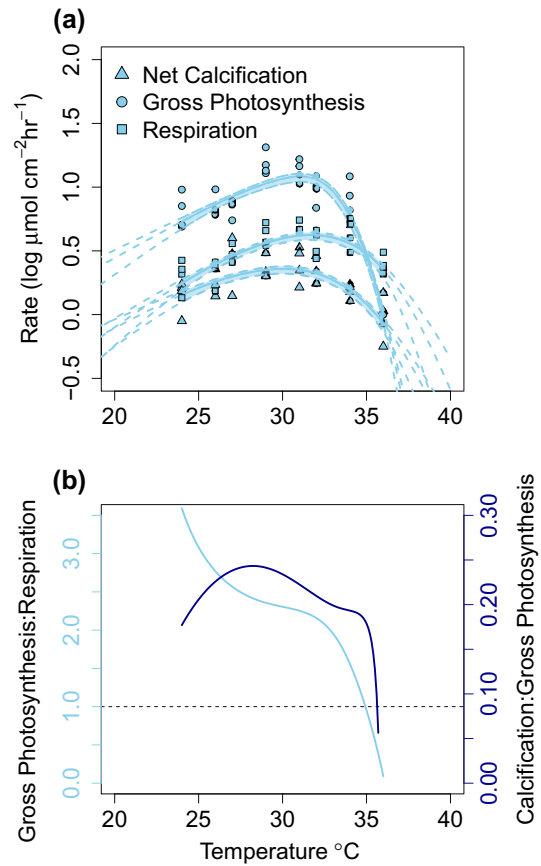 (a)
Net Calcification
Gross Photosynthesis
Respiration
Rate (log μmol cm⁻²hr⁻¹)
2.0
1.5
1.0
0.5
0.0
−0.5
20 25 30 35 40
(b)
Gross Photosynthesis:Respiration
3.0
2.0
1.0
0.0
Calcification:Gross Photosynthesis
0.30
0.20
0.10
0.00
20 25 30 35 40
Temperature °C